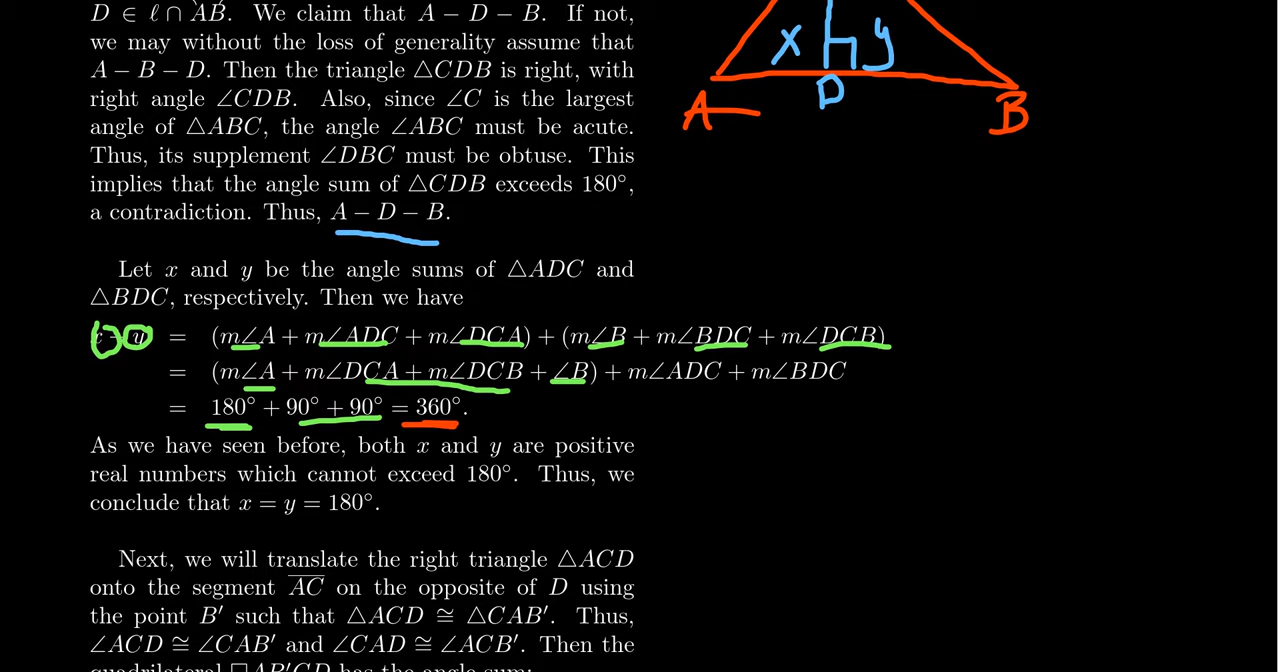 D ∈ ℓ ∩ AB. We claim that A − D − B. If not,
we may without the loss of generality assume that
A − B − D. Then the triangle △CDB is right, with
right angle ∠CDB. Also, since ∠C is the largest
angle of △ABC, the angle ∠ABC must be acute.
Thus, its supplement ∠DBC must be obtuse. This
implies that the angle sum of △CDB exceeds 180°,
a contradiction. Thus, A − D − B.
Let x and y be the angle sums of △ADC and
△BDC, respectively. Then we have
x + y = (m∠A + m∠ADC + m∠DCA) + (m∠B + m∠BDC + m∠DCB)
= (m∠A + m∠DCA + m∠DCB + ∠B) + m∠ADC + m∠BDC
= 180° + 90° + 90° = 360°.
As we have seen before, both x and y are positive
real numbers which cannot exceed 180°. Thus, we
conclude that x = y = 180°.
Next, we will translate the right triangle △ACD
onto the segment A̅C̅ on the opposite of D using
the point B′ such that △ACD ≅ △CAB′. Thus,
∠ACD ≅ ∠CAB′ and ∠CAD ≅ ∠ACB′. Then the
quadrilateral □AB′CD has the angle sum:
x y
A D B